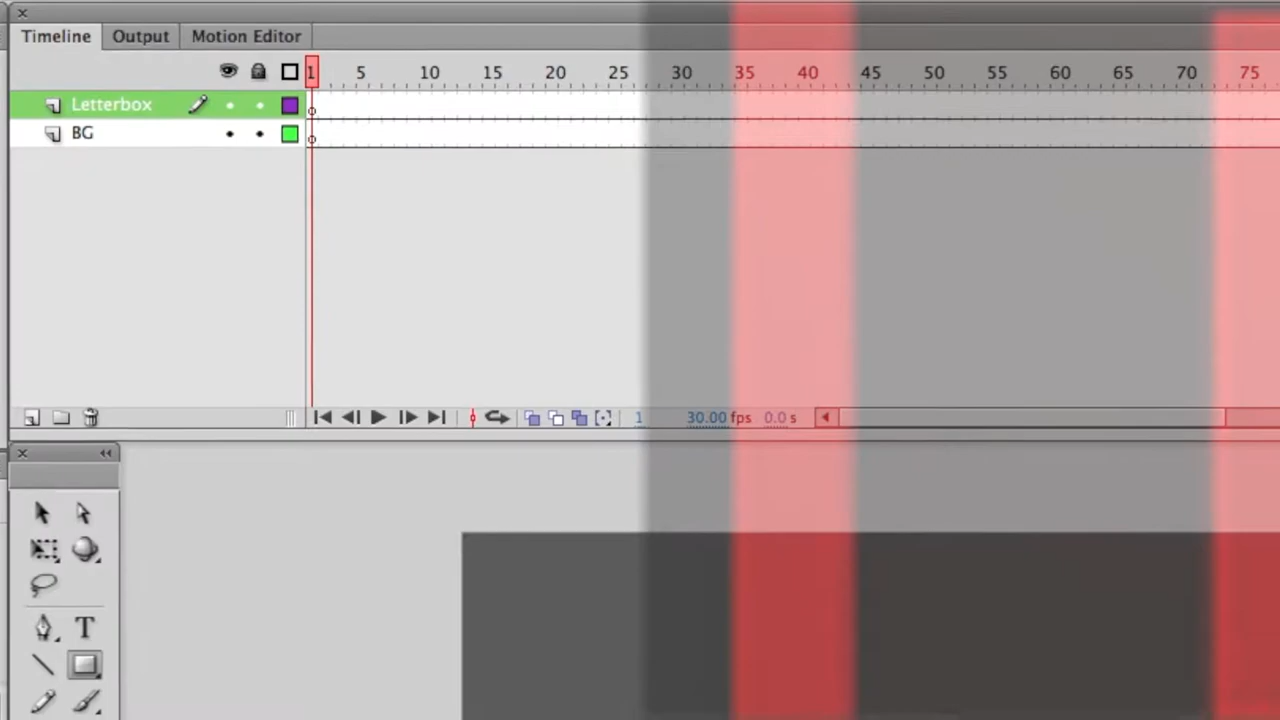 Timeline Output Motion Editor
1 5 10 15 20 25 30 35 40 45 50 55 60 65 70 75
Letterbox
BG
1 30.00 fps 0.0 s
T